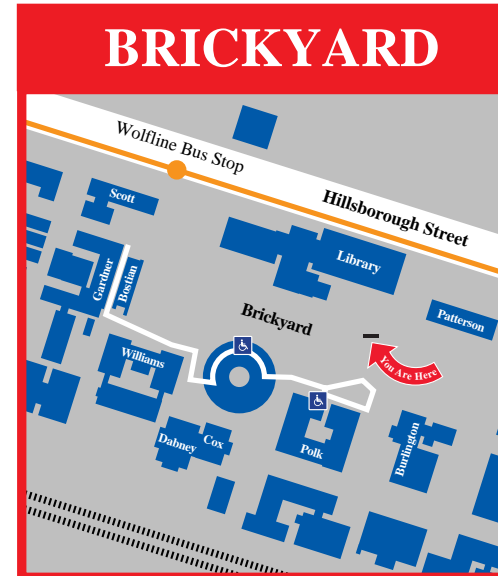 BRICKYARD
Wolfline Bus Stop
Scott
Hillsborough Street
Library
Gardner
Bostian
Patterson
Brickyard
You Are Here
Williams
Dabney
Cox
Polk
Burlington